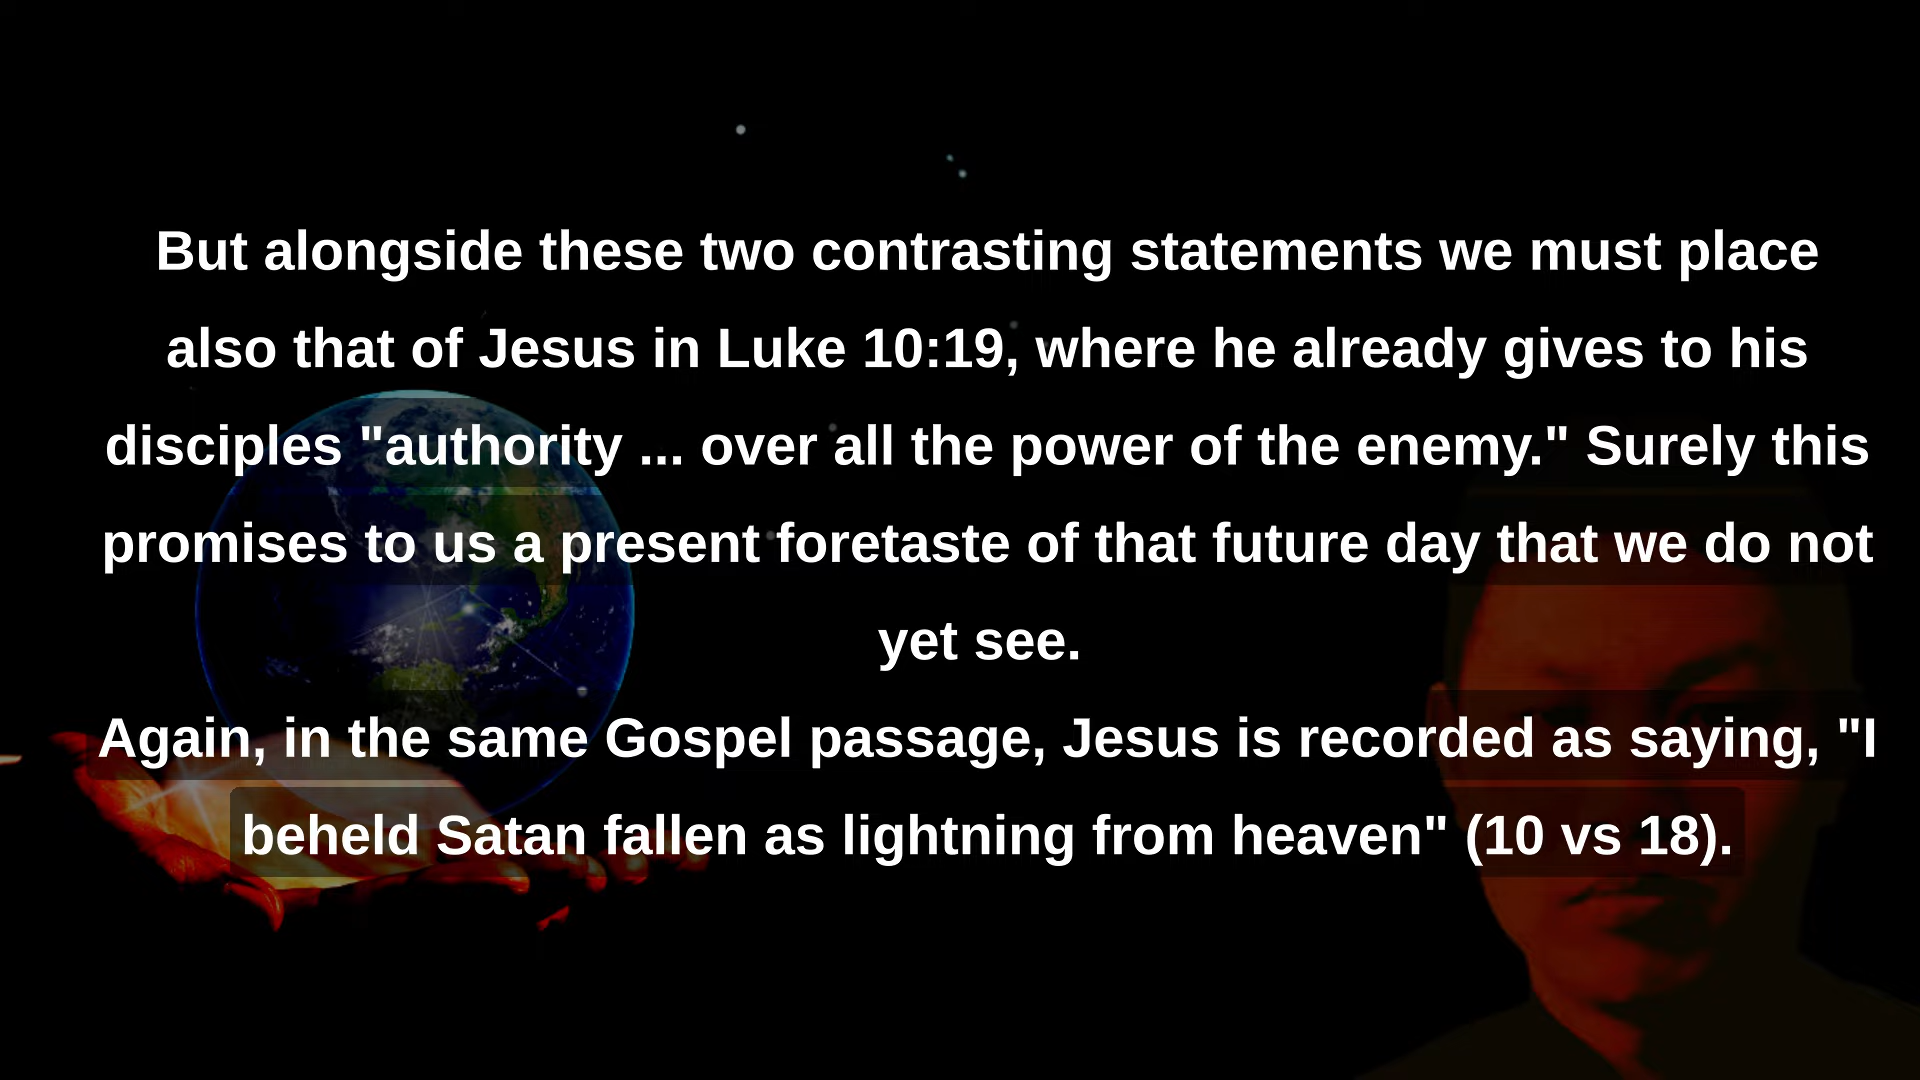 But alongside these two contrasting statements we must place
also that of Jesus in Luke 10:19, where he already gives to his
disciples "authority ... over all the power of the enemy." Surely this
promises to us a present foretaste of that future day that we do not
yet see.
Again, in the same Gospel passage, Jesus is recorded as saying, "I
beheld Satan fallen as lightning from heaven" (10 vs 18).